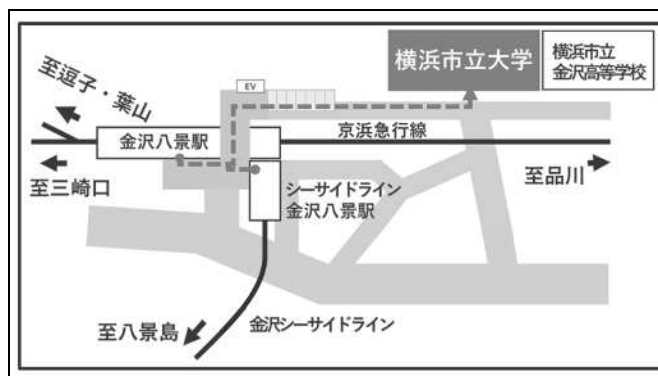 横浜市立大学
横浜市立
金沢高等学校
EV
至逗子・葉山
金沢八景駅
京浜急行線
至三崎口
至品川
シーサイドライン
金沢八景駅
至八景島
金沢シーサイドライン